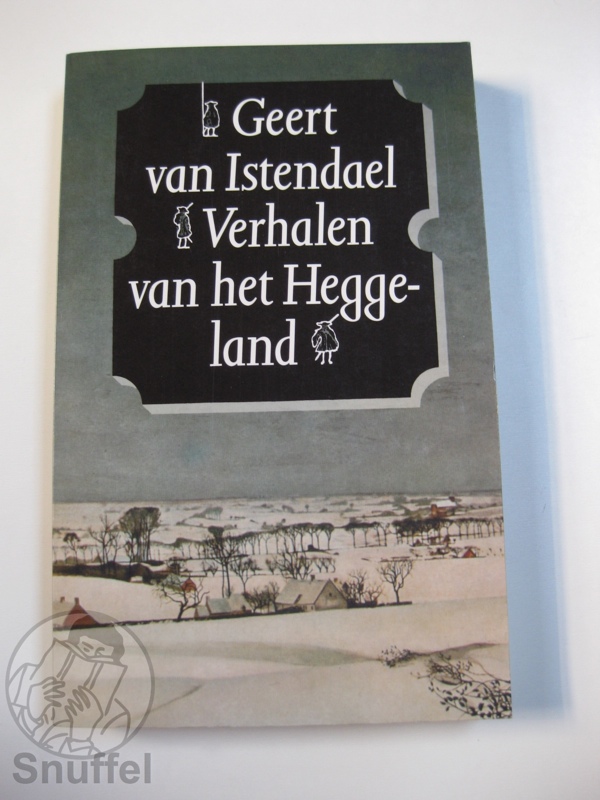 Geert
van Istendael
Verhalen
van het Hegge-
land
Snuffel